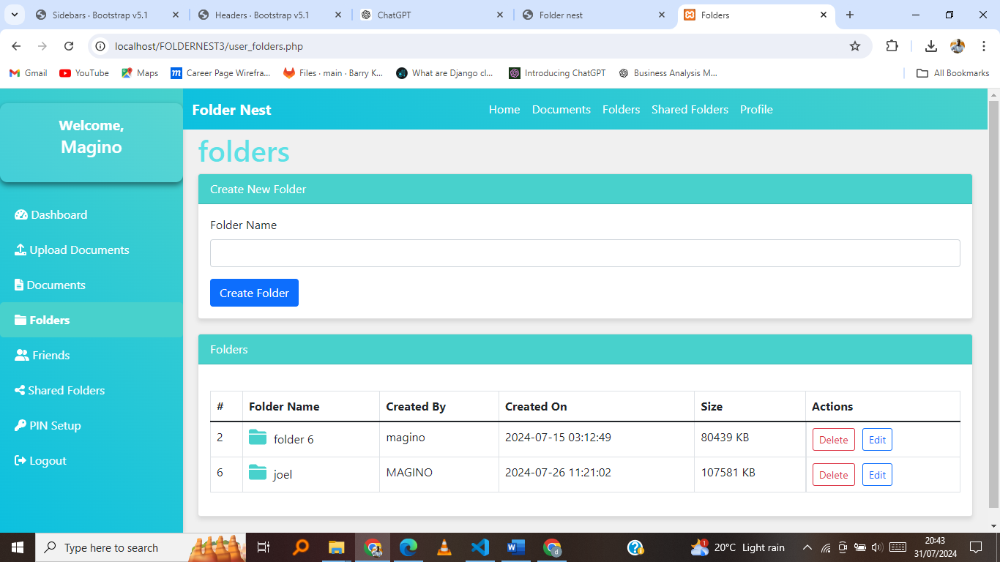 Sidebars · Bootstrap v5.1
Headers · Bootstrap v5.1
ChatGPT
Folder nest
Folders
localhost/FOLDERNEST3/user_folders.php
Gmail
YouTube
Maps
Career Page Wirefra...
Files · main · Barry K...
What are Django cl...
Introducing ChatGPT
Business Analysis M...
All Bookmarks
Welcome,
Magino
Dashboard
Upload Documents
Documents
Folders
Friends
Shared Folders
PIN Setup
Logout
Folder Nest Home Documents Folders Shared Folders Profile
folders
Create New Folder
Folder Name
Create Folder
Folders
# Folder Name Created By Created On Size Actions
2 folder 6 magino 2024-07-15 03:12:49 80439 KB Delete Edit
6 joel MAGINO 2024-07-26 11:21:02 107581 KB Delete Edit
Type here to search
1
20°C Light rain
20:43
31/07/2024